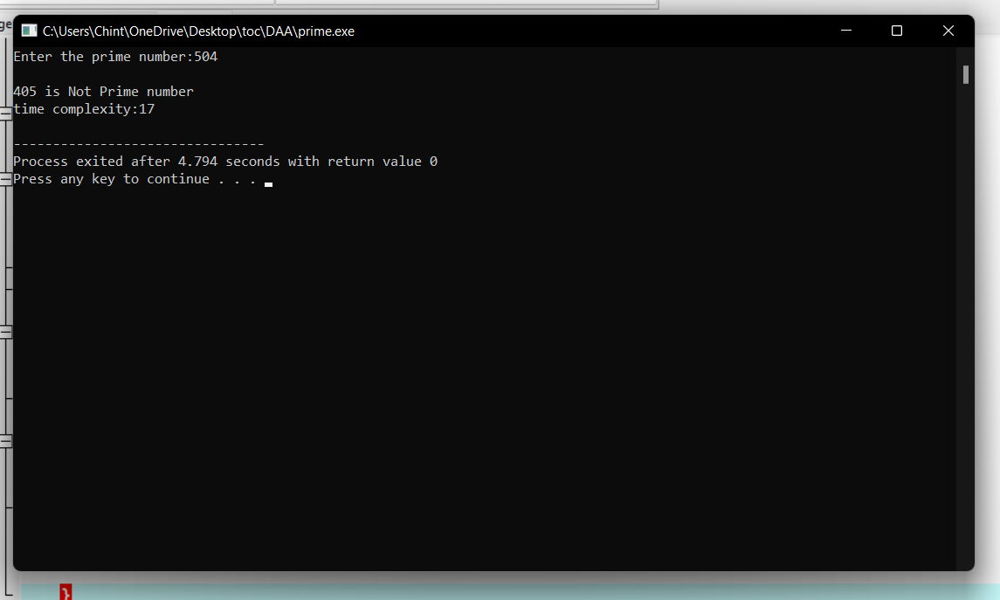 ge
C:\Users\Chint\OneDrive\Desktop\toc\DAA\prime.exe
Enter the prime number:504
405 is Not Prime number
time complexity:17
--------------------------------
Process exited after 4.794 seconds with return value 0
Press any key to continue . . .
}